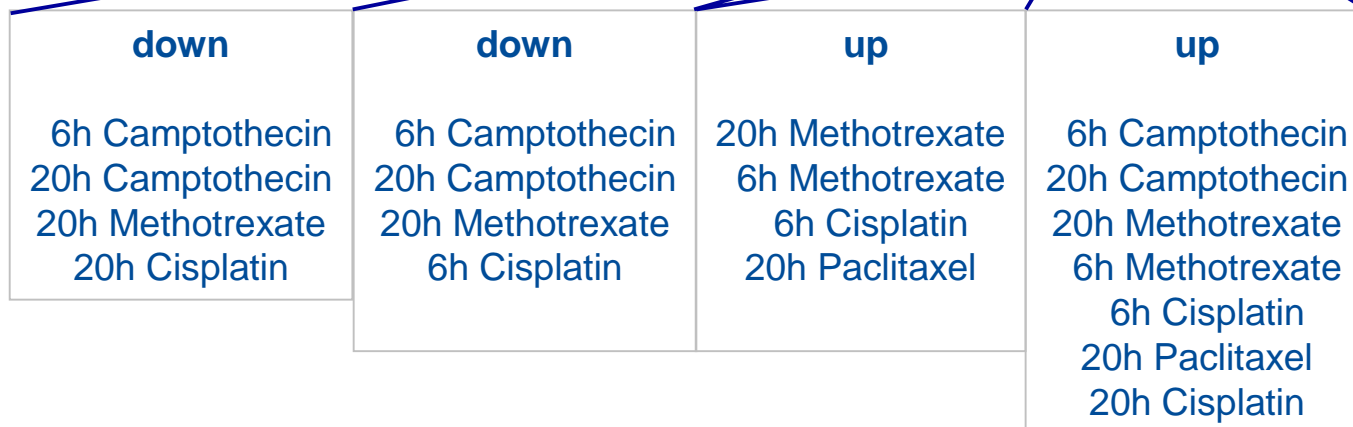 down
6h Camptothecin
20h Camptothecin
20h Methotrexate
20h Cisplatin
down
6h Camptothecin
20h Camptothecin
20h Methotrexate
6h Cisplatin
up
20h Methotrexate
6h Methotrexate
6h Cisplatin
20h Paclitaxel
up
6h Camptothecin
20h Camptothecin
20h Methotrexate
6h Methotrexate
6h Cisplatin
20h Paclitaxel
20h Cisplatin